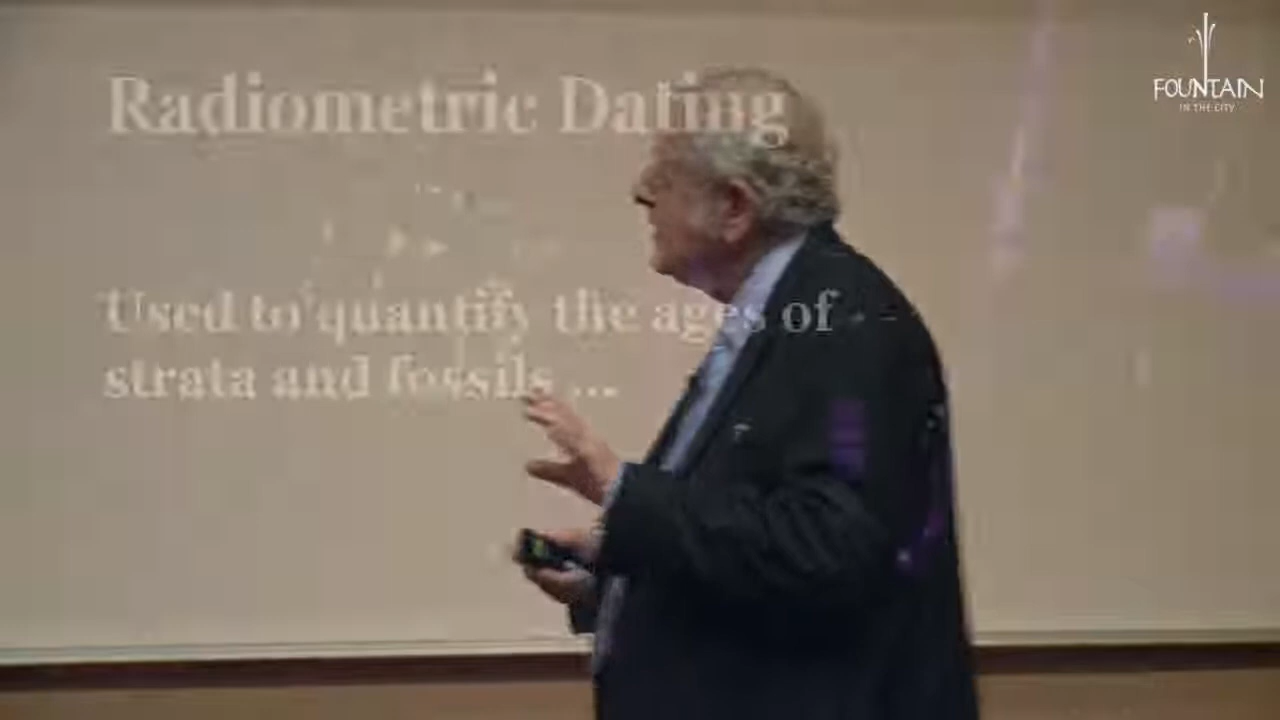 Radiometric Dating
FOUNTAIN
IN THE CITY
Used to quantify the ages of
strata and fossils ...